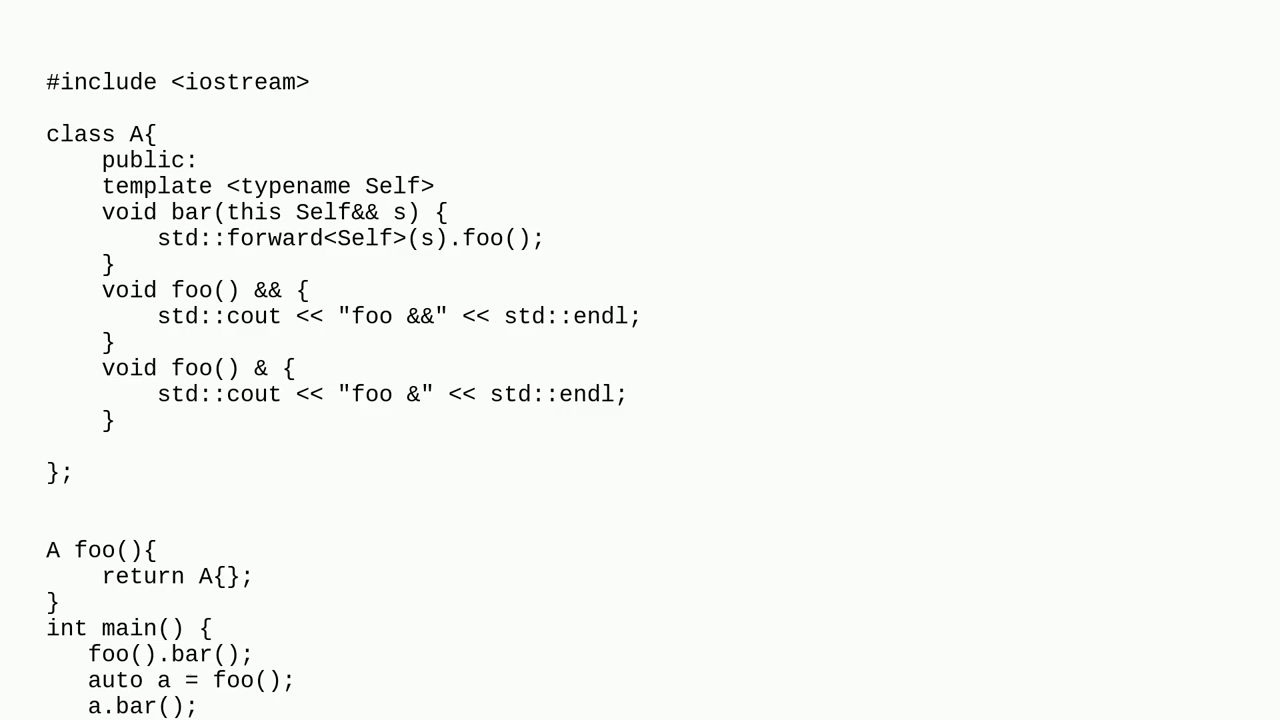 #include <iostream>
class A{
    public:
    template <typename Self>
    void bar(this Self&& s) {
        std::forward<Self>(s).foo();
    }
    void foo() && {
        std::cout << "foo &&" << std::endl;
    }
    void foo() & {
        std::cout << "foo &" << std::endl;
    }
};
A foo(){
    return A{};
}
int main() {
   foo().bar();
   auto a = foo();
   a.bar();